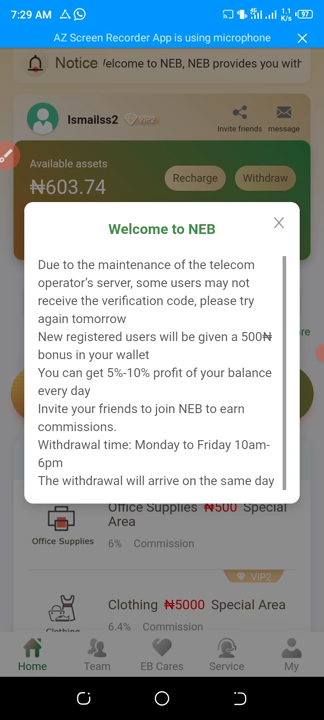 7:29 AM
4G
1.1
K/s
97
AZ Screen Recorder App is using microphone
Notice
Welcome to NEB, NEB provides you with
Ismailss2
VIP2
Invite friends
message
Available assets
₦603.74
Recharge
Withdraw
Welcome to NEB
X
Due to the maintenance of the telecom
operator's server, some users may not
receive the verification code, please try
again tomorrow
New registered users will be given a 500₦
bonus in your wallet
You can get 5%-10% profit of your balance
every day
Invite your friends to join NEB to earn
commissions.
Withdrawal time: Monday to Friday 10am-
6pm
The withdrawal will arrive on the same day
Office Supplies ₦500 Special
Area
Office Supplies
6% Commission
VIP2
Clothing ₦5000 Special Area
Clothing
6.4% Commission
Home
Team
EB Cares
Service
My